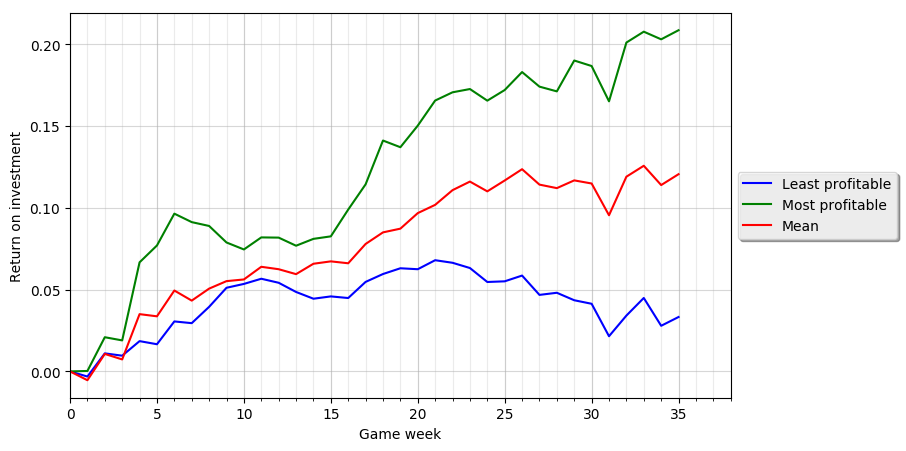 0.20
0.15
0.10
0.05
0.00
Return on investment
0
5
10
15
20
25
30
35
Game week
Least profitable
Most profitable
Mean